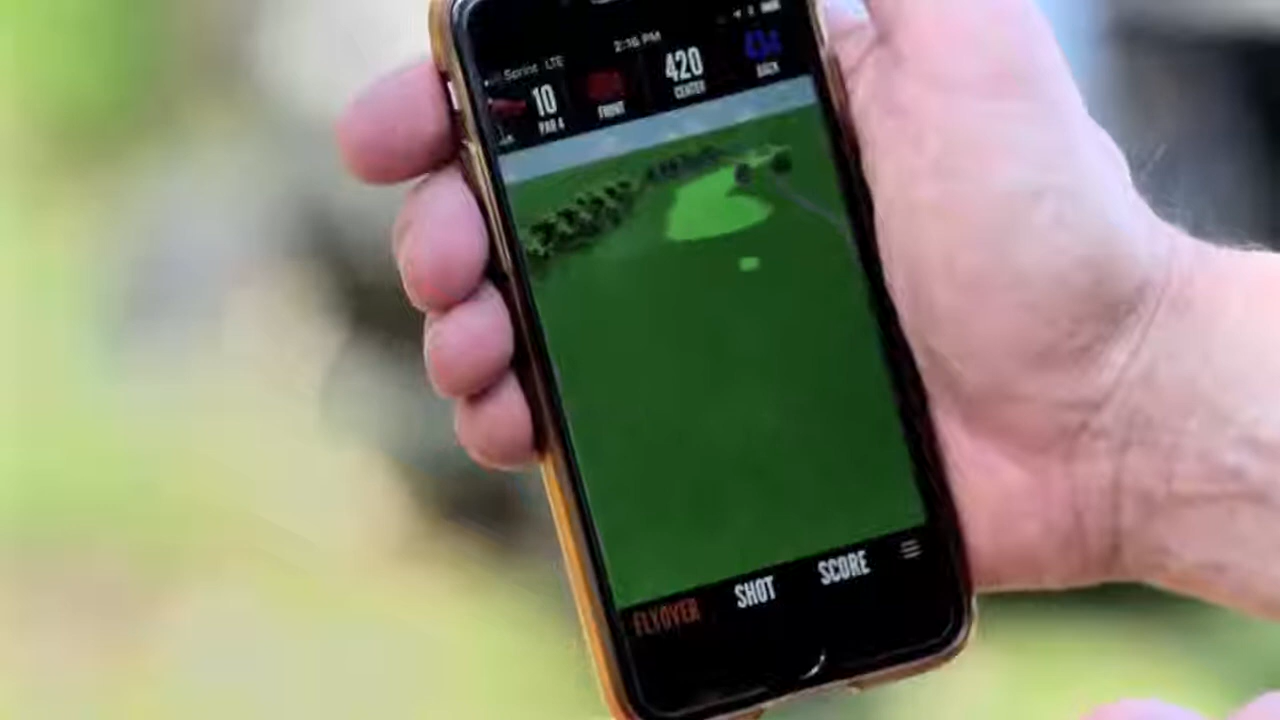 Sprint LTE
2:16 PM
10
PAR 4
FRONT
420
CENTER
BACK
FLYOVER
SHOT
SCORE